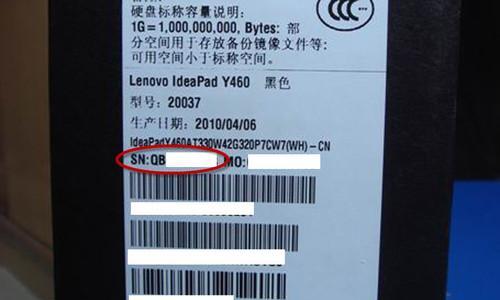 硬盘标称容量说明:
1G=1,000,000,000, Bytes: 部
分空间用于存放备份镜像文件等;
可用空间小于标称空间。
Lenovo IdeaPad Y460 黑色
型号: 20037
生产日期: 2010/04/06
IdeaPadY460AT330W42G320P7CW7(WH)-CN
SN:QB MO: